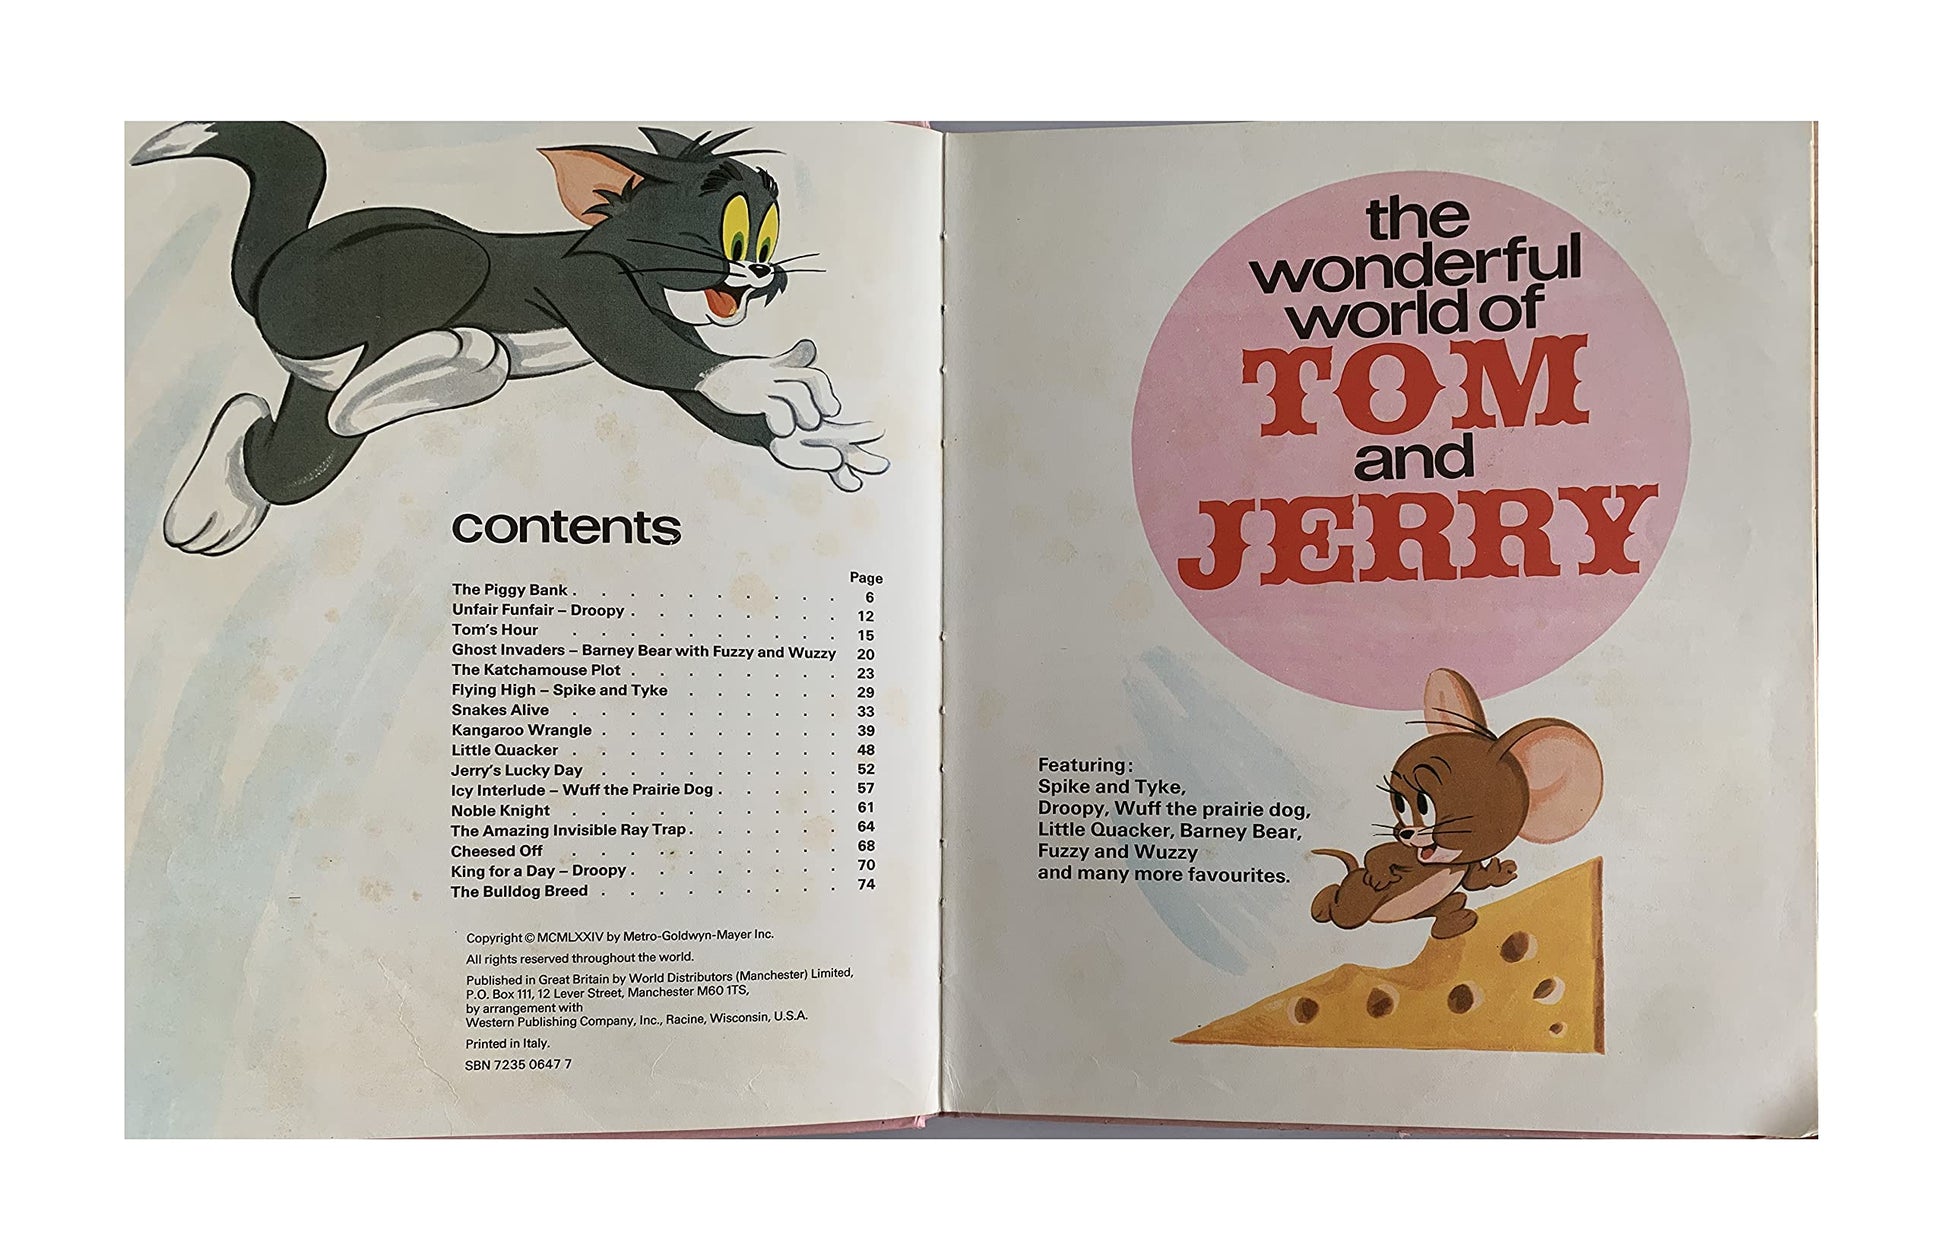 contents
Page
The Piggy Bank . . . . . . . . . . 6
Unfair Funfair – Droopy . . . . . . . . 12
Tom's Hour . . . . . . . . . . 15
Ghost Invaders – Barney Bear with Fuzzy and Wuzzy 20
The Katchamouse Plot . . . . . . . . 23
Flying High – Spike and Tyke . . . . . . 29
Snakes Alive . . . . . . . . . . 33
Kangaroo Wrangle . . . . . . . . . 39
Little Quacker . . . . . . . . . . 48
Jerry's Lucky Day . . . . . . . . . 52
Icy Interlude – Wuff the Prairie Dog . . . . . 57
Noble Knight . . . . . . . . . . 61
The Amazing Invisible Ray Trap . . . . . . 64
Cheesed Off . . . . . . . . . . 68
King for a Day – Droopy . . . . . . . . 70
The Bulldog Breed . . . . . . . . . 74
Copyright © MCMLXXIV by Metro-Goldwyn-Mayer Inc.
All rights reserved throughout the world.
Published in Great Britain by World Distributors (Manchester) Limited,
P.O. Box 111, 12 Lever Street, Manchester M60 1TS,
by arrangement with
Western Publishing Company, Inc., Racine, Wisconsin, U.S.A.
Printed in Italy.
SBN 7235 0647 7
the
wonderful
world of
TOM
and
JERRY
Featuring:
Spike and Tyke,
Droopy, Wuff the prairie dog,
Little Quacker, Barney Bear,
Fuzzy and Wuzzy
and many more favourites.